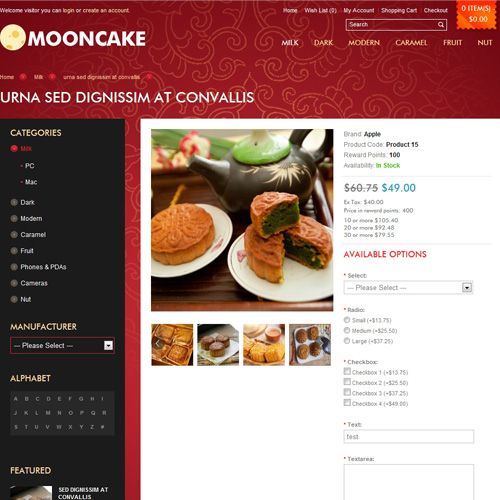 Welcome visitor you can login or create an account.
Home Wish List (0) My Account Shopping Cart Checkout
0 ITEM(S)
$0.00
Search
MOONCAKE
MILK DARK MODERN CARAMEL FRUIT NUT
Home Milk urna sed dignissim at convallis
URNA SED DIGNISSIM AT CONVALLIS
CATEGORIES
Milk
PC
Mac
Dark
Modern
Caramel
Fruit
Phones & PDAs
Cameras
Nut
MANUFACTURER
--- Please Select ---
ALPHABET
A B C D E F G H I
J K L M N O P Q R
S T U V W X Y Z #
FEATURED
SED DIGNISSIM AT
CONVALLIS
Brand: Apple
Product Code: Product 15
Reward Points: 100
Availability: In Stock
$60.75 $49.00
Ex Tax: $40.00
Price in reward points: 400
10 or more $105.40
20 or more $92.48
30 or more $79.55
AVAILABLE OPTIONS
* Select:
--- Please Select ---
* Radio:
Small (+$13.75)
Medium (+$25.50)
Large (+$37.25)
* Checkbox:
Checkbox 1 (+$13.75)
Checkbox 2 (+$25.50)
Checkbox 3 (+$37.25)
Checkbox 4 (+$49.00)
* Text:
test
* Textarea: